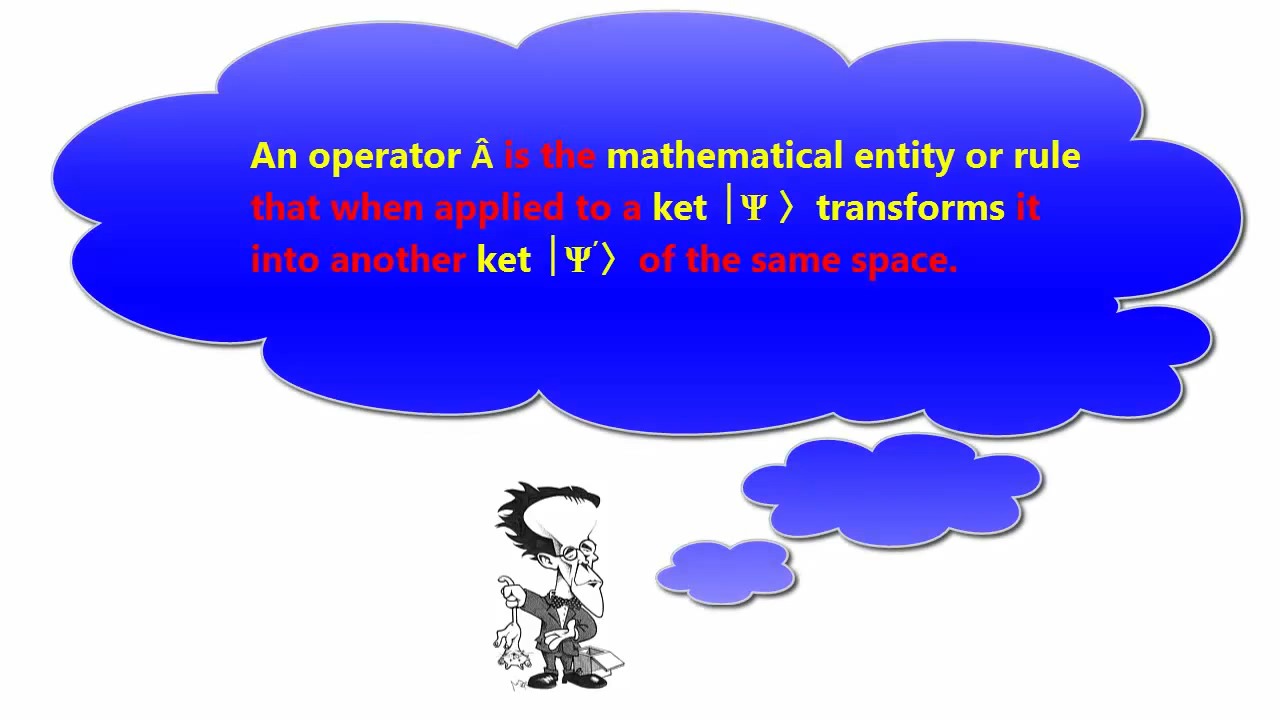 An operator Â is the mathematical entity or rule
that when applied to a ket |Ψ 〉 transforms it
into another ket |Ψ′〉 of the same space.